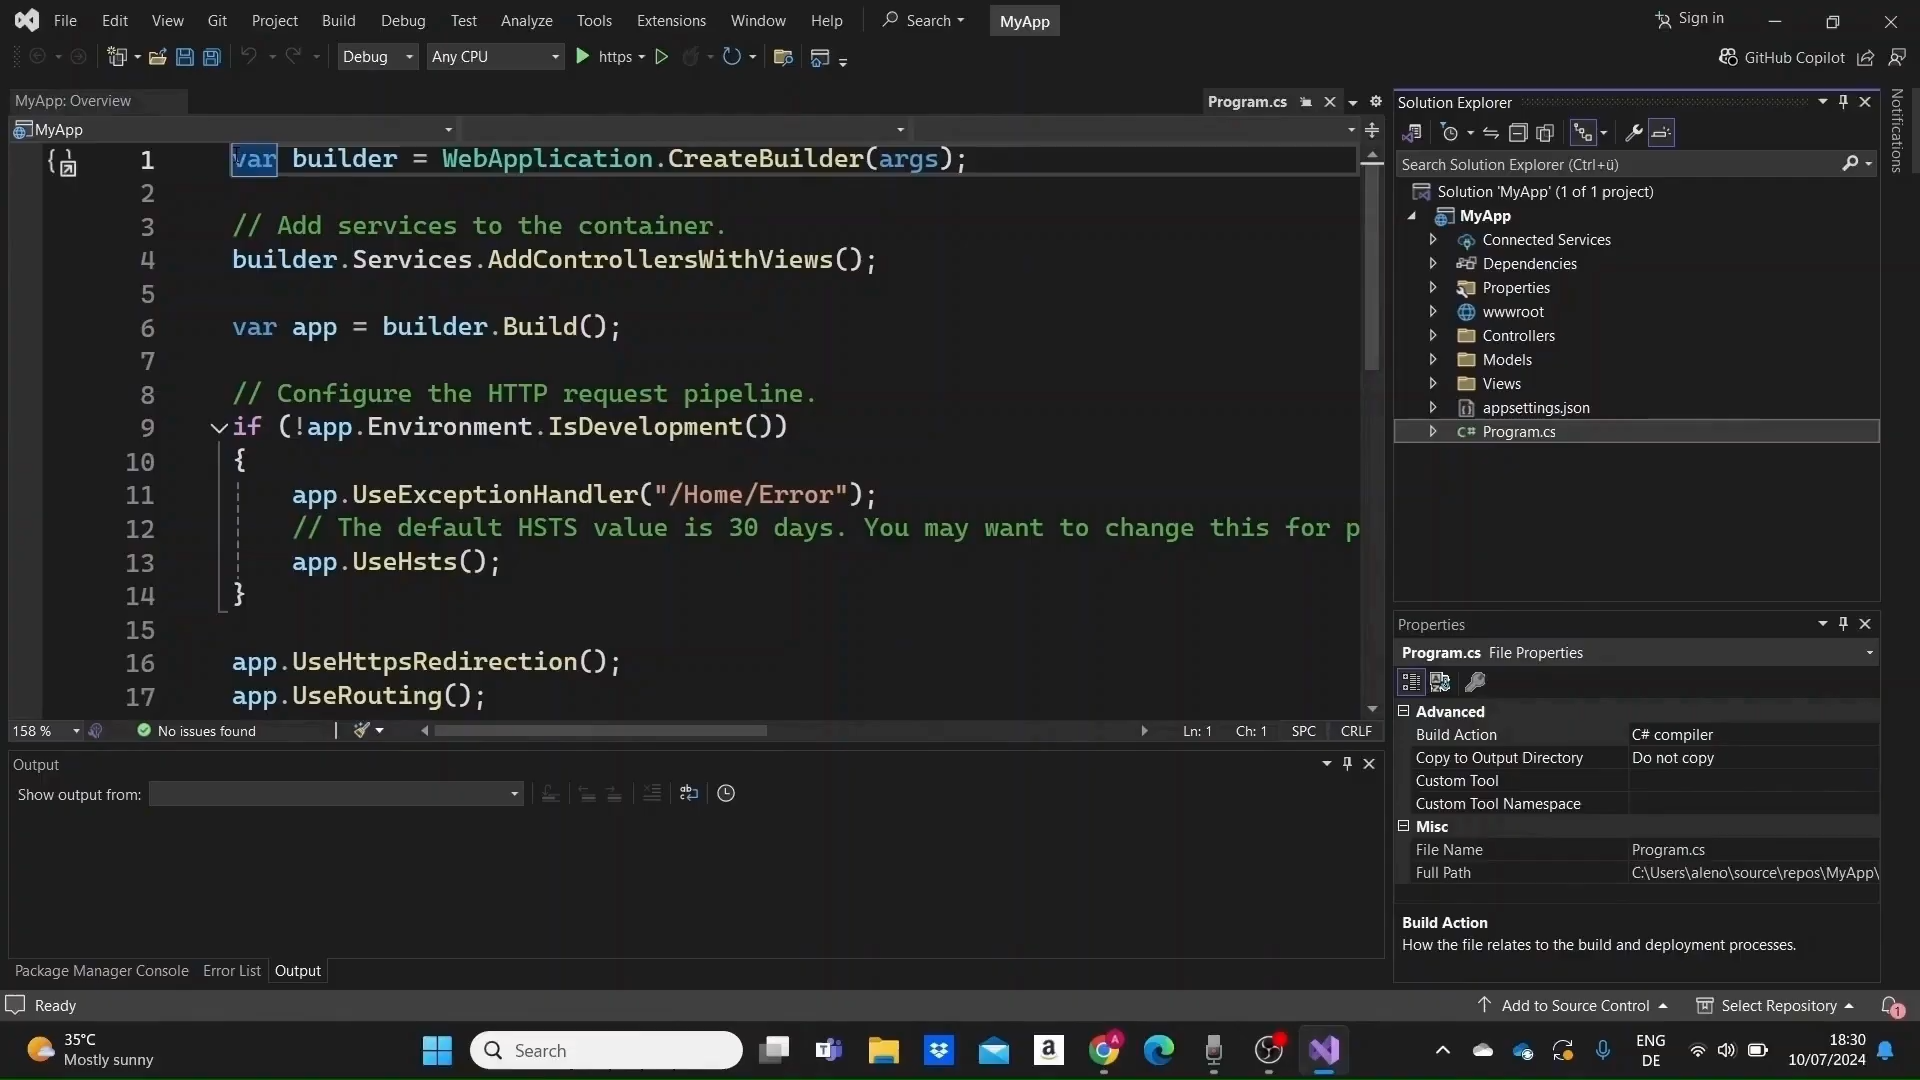 File Edit View Git Project Build Debug Test Analyze Tools Extensions Window Help Search MyApp Sign in
Debug Any CPU https GitHub Copilot
MyApp: Overview Program.cs
MyApp
1 var builder = WebApplication.CreateBuilder(args);
2
3 // Add services to the container.
4 builder.Services.AddControllersWithViews();
5
6 var app = builder.Build();
7
8 // Configure the HTTP request pipeline.
9 if (!app.Environment.IsDevelopment())
10 {
11 app.UseExceptionHandler("/Home/Error");
12 // The default HSTS value is 30 days. You may want to change this for p
13 app.UseHsts();
14 }
15
16 app.UseHttpsRedirection();
17 app.UseRouting();
158 % No issues found Ln: 1 Ch: 1 SPC CRLF
Output
Show output from:
Package Manager Console Error List Output
Solution Explorer
Search Solution Explorer (Ctrl+ü)
Solution 'MyApp' (1 of 1 project)
MyApp
Connected Services
Dependencies
Properties
wwwroot
Controllers
Models
Views
appsettings.json
C# Program.cs
Notifications
Properties
Program.cs File Properties
Advanced
Build Action C# compiler
Copy to Output Directory Do not copy
Custom Tool
Custom Tool Namespace
Misc
File Name Program.cs
Full Path C:\Users\aleno\source\repos\MyApp\
Build Action
How the file relates to the build and deployment processes.
Ready Add to Source Control Select Repository 1
35°C
Mostly sunny
Search
ENG
DE
18:30
10/07/2024